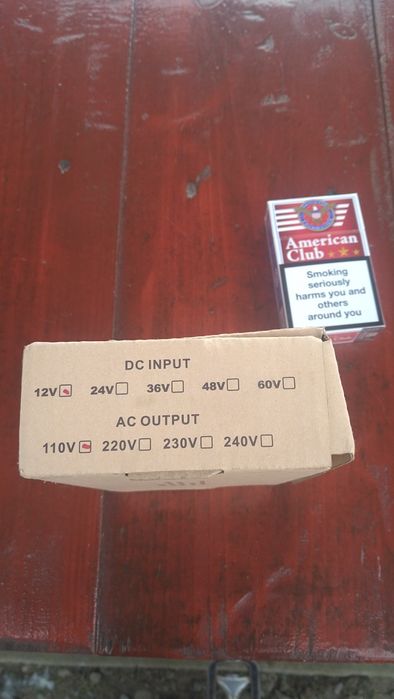 American
Club
Smoking
seriously
harms you and
others
around you
DC INPUT
12V 24V 36V 48V 60V
AC OUTPUT
110V 220V 230V 240V